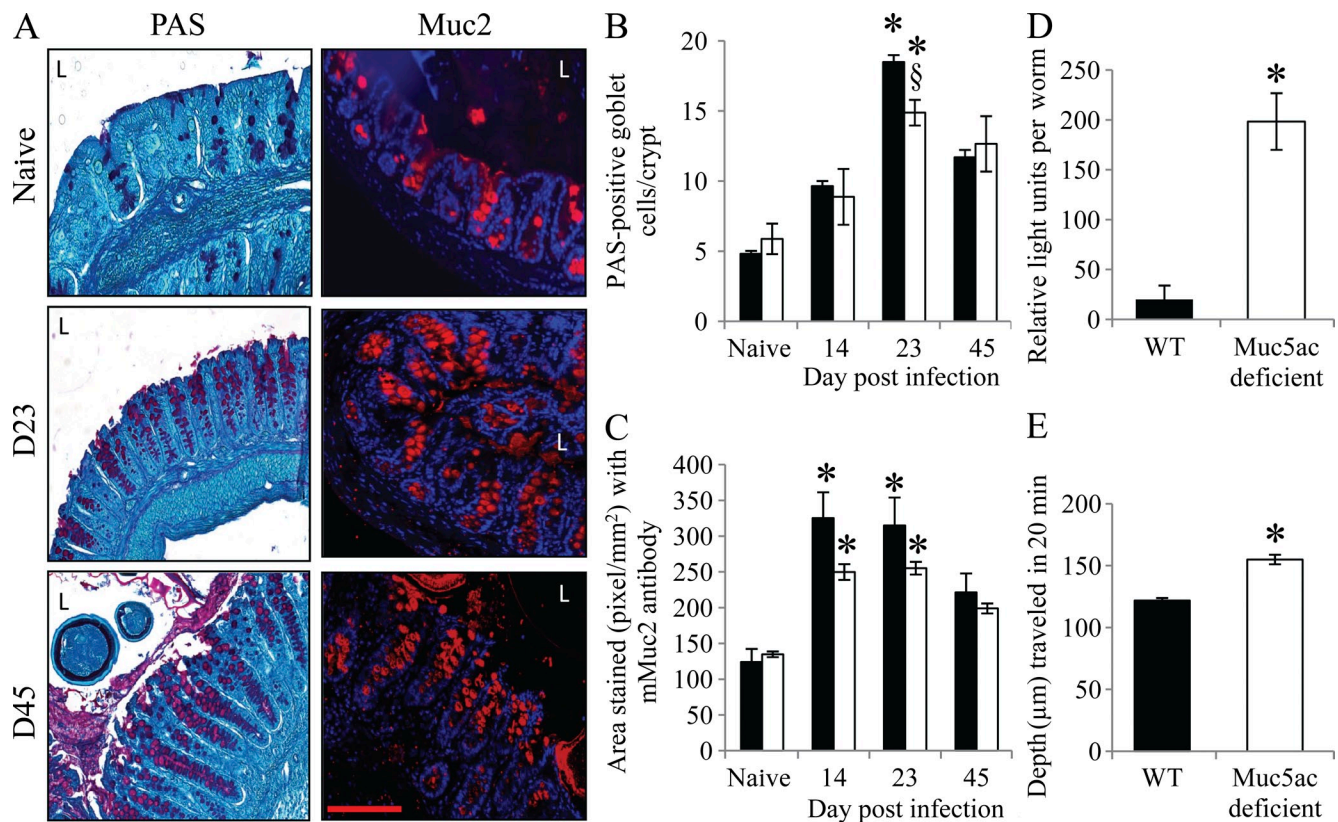 A
PAS
Muc2
Naive
L
L
D23
L
L
D45
L
L
B
PAS-positive goblet
cells/crypt
20
15
10
5
0
*
*
§
Naive
14
23
45
Day post infection
C
Area stained (pixel/mm²) with C
mMuc2 antibody
400
350
300
250
200
150
100
50
0
*
*
*
*
Naive
14
23
45
Day post infection
D
Relative light units per worm
250
200
150
100
50
0
*
WT
Muc5ac
deficient
E
Depth (µm) traveled in 20 min
200
150
100
50
0
*
WT
Muc5ac
deficient